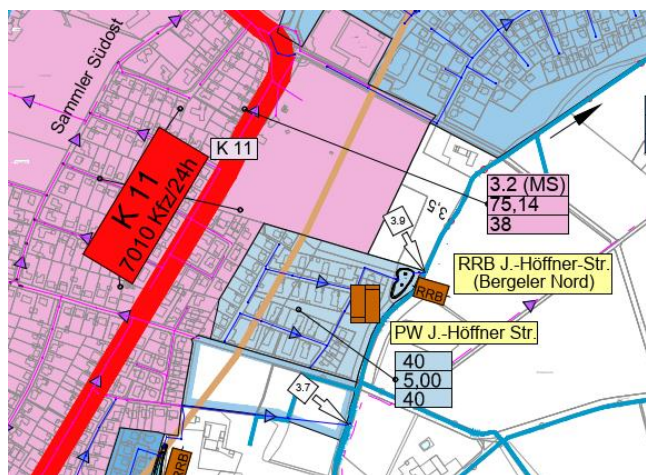 Sammler Südost
K 11
K 11
7010 Kfz/24h
3.2 (MS)
75,14
38
3,5
3.9
RRB J.-Höffner-Str.
(Bergeler Nord)
RRB
PW J.-Höffner Str.
40
5,00
40
3.7
RRB